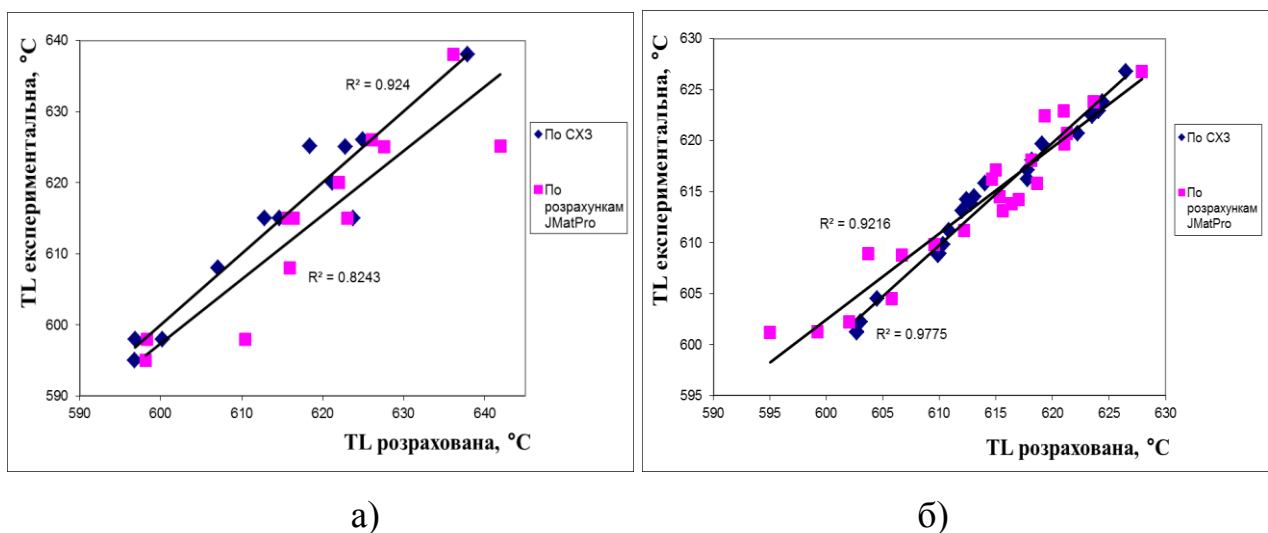 TL експериментальна, °C
640
630
620
610
600
590
590
600
610
620
630
640
TL розрахована, °C
R² = 0.924
R² = 0.8243
По СХЗ
По
розрахункам
JMatPro
а)
TL експериментальна, °C
630
625
620
615
610
605
600
595
590
595
600
605
610
615
620
625
630
TL розрахована, °C
R² = 0.9216
R² = 0.9775
По СХЗ
По
розрахункам
JMatPro
б)